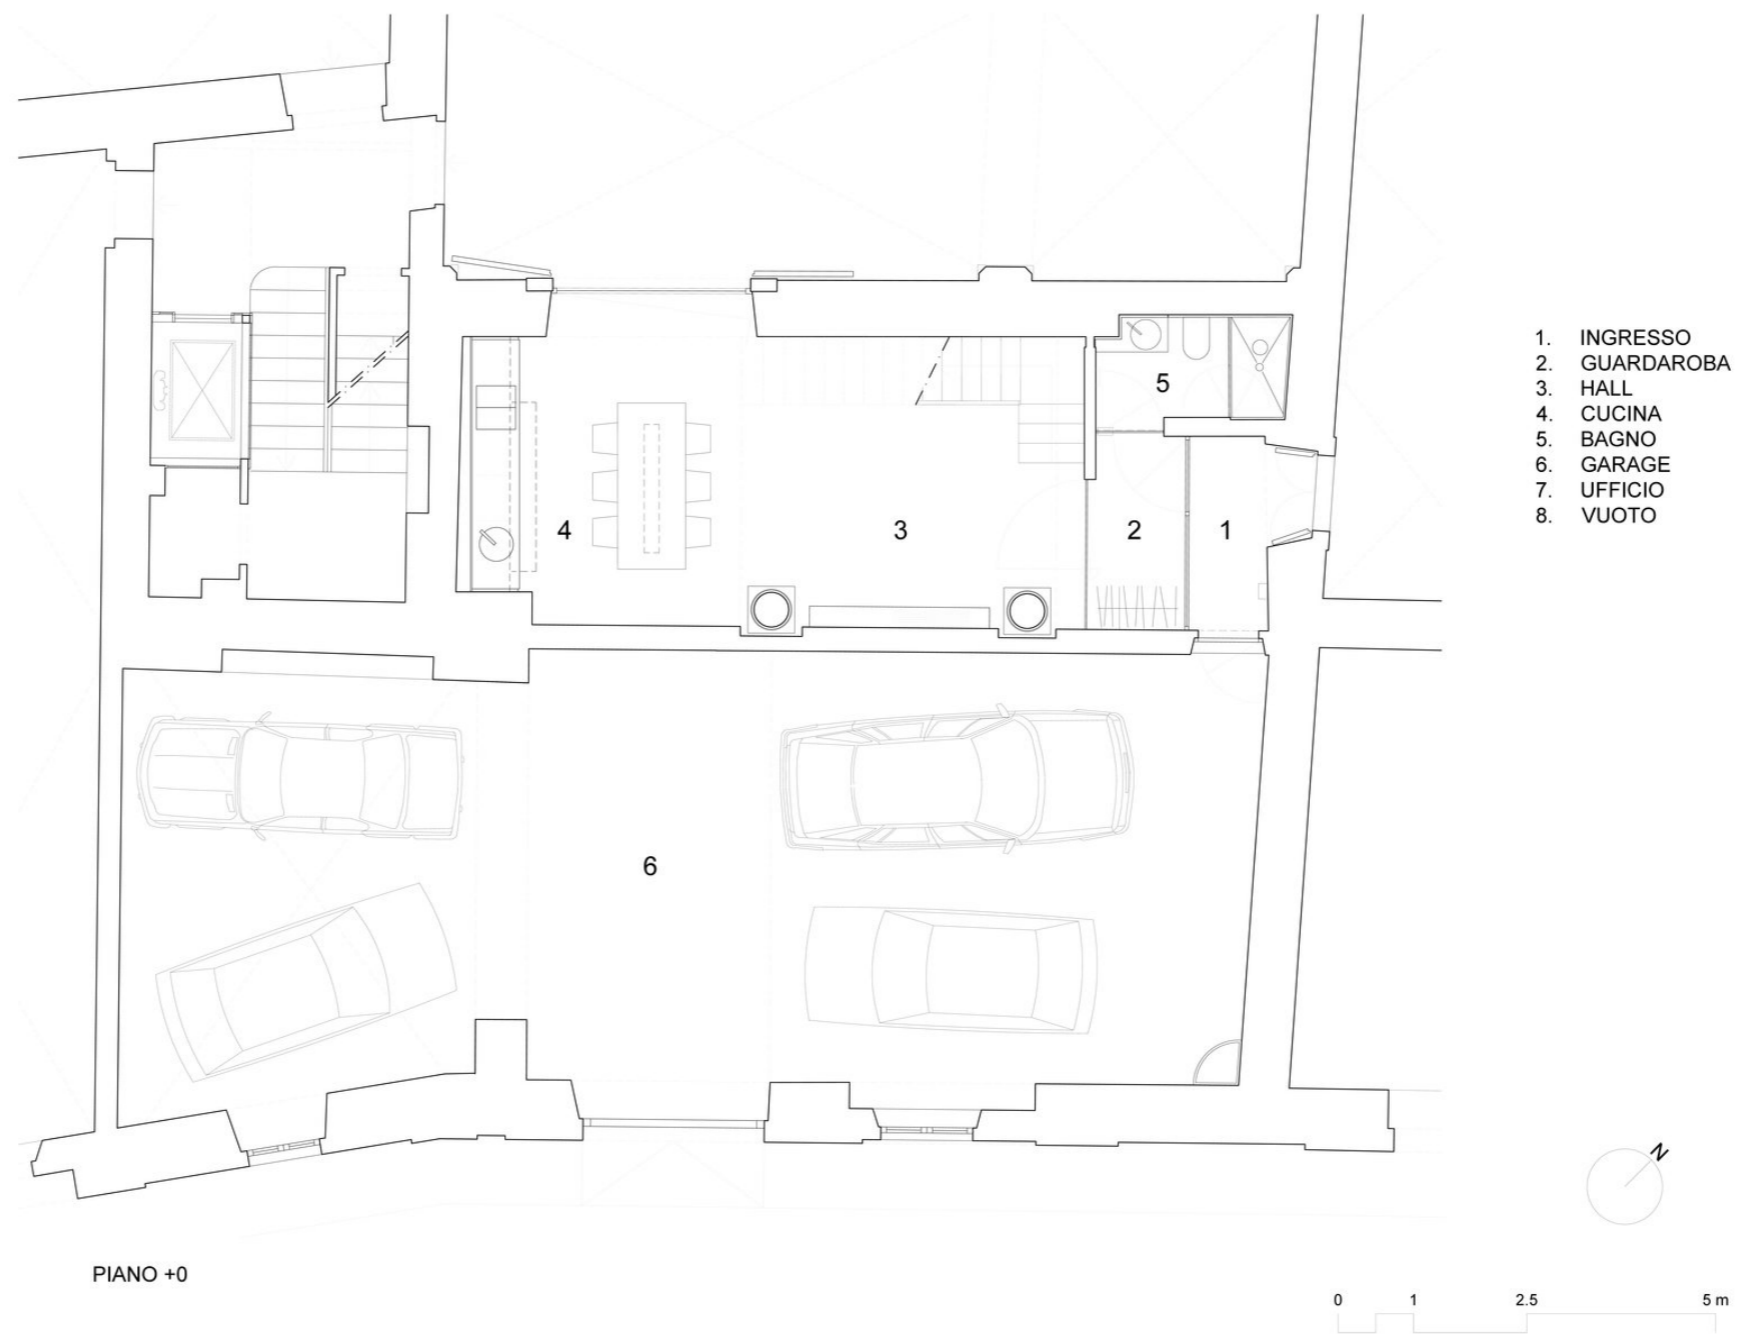 1. INGRESSO
2. GUARDAROBA
3. HALL
4. CUCINA
5. BAGNO
6. GARAGE
7. UFFICIO
8. VUOTO
5
4
3
2
1
6
N
PIANO +0
0 1 2.5 5 m